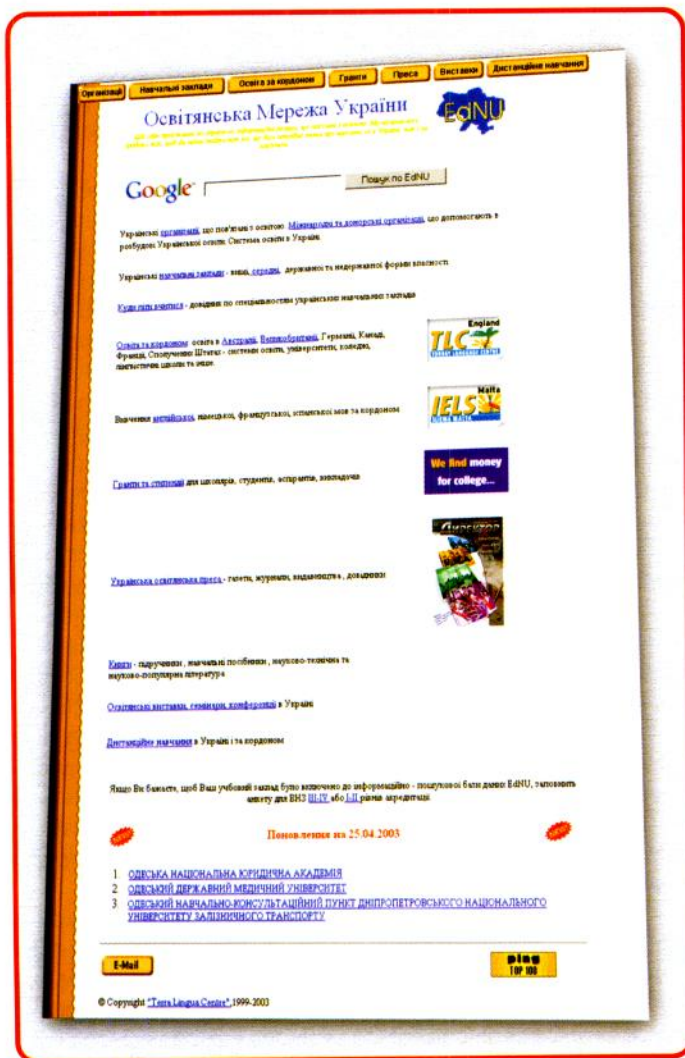 Організації Навчальні заклади Освіта за кордоном Гранти Преса Виставки Дистанційне навчання
Освітянська Мережа України
EdNU
Google Пошук по EdNU
Українські організації, що пов'язані з освітою. Міжнародні та донорські організації, що допомагають в
розбудові Української освіти. Система освіти в Україні.
Українські навчальні заклади - вищі, середні, державної та недержавної форми власності
Куди піти вчитися - довідник по спеціальностям українських навчальних закладів
Освіта за кордоном: освіта в Австралії, Великобританії, Германії, Канаді,
Франції, Сполучених Штатах - системи освіти, університети, коледжі,
лінгвістичні школи та інше.
England
TLC
Вивчення англійської, німецької, французської, іспанської мов за кордоном
Malta
IELS
SLIEMA MALTA
Гранти та стипендії для школярів, студентів, аспірантів, викладачів
We find money
for college...
ДИРЕКТОР
Українська освітянська преса - газети, журнали, видавництва , довідники
Книги - підручники , навчальні посібники , науково-технічна та
науково-популярна література
Освітянські виставки, семінари, конференції в Україні
Дистанційне навчання в Україні і за кордоном
Якщо Ви бажаєте, щоб Ваш учбовий заклад було включено до інформаційно - пошукової бази даних EdNU, заповніть
анкету для ВНЗ III-IV або I-II рівнів акредитації.
Поновлення на 25.04.2003
1. ОДЕСЬКА НАЦІОНАЛЬНА ЮРИДИЧНА АКАДЕМІЯ
2. ОДЕСЬКИЙ ДЕРЖАВНИЙ МЕДИЧНИЙ УНІВЕРСИТЕТ
3. ОДЕСЬКИЙ НАВЧАЛЬНО-КОНСУЛЬТАЦІЙНИЙ ПУНКТ ДНІПРОПЕТРОВСЬКОГО НАЦІОНАЛЬНОГО
УНІВЕРСИТЕТУ ЗАЛІЗНИЧНОГО ТРАНСПОРТУ
E-Mail
ping
TOP 100
© Copyright "Terra Lingua Centre",1999-2003